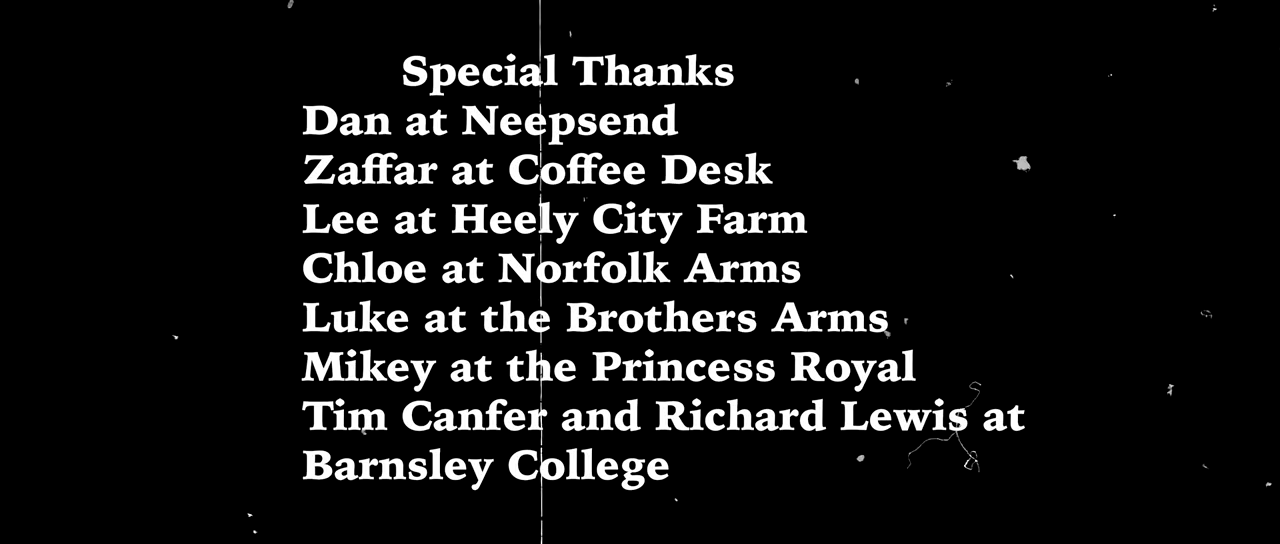 Special Thanks
Dan at Neepsend
Zaffar at Coffee Desk
Lee at Heely City Farm
Chloe at Norfolk Arms
Luke at the Brothers Arms
Mikey at the Princess Royal
Tim Canfer and Richard Lewis at
Barnsley College